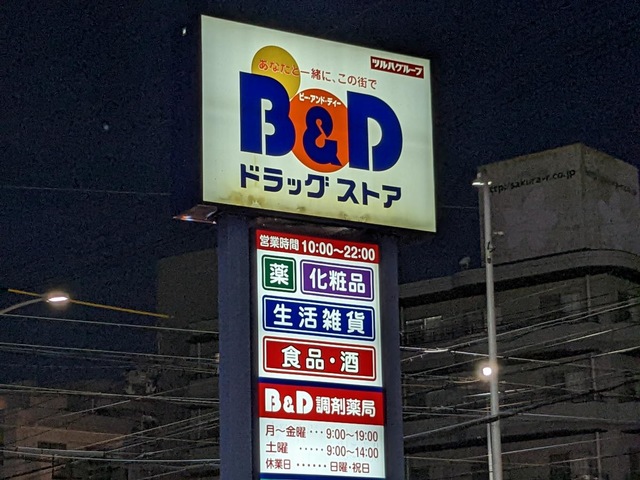 ツルハグループ
あなたと一緒に、この街で
ビー・アンド・ディー
B&D
ドラッグ ストア
営業時間 10:00〜22:00
薬 化粧品
生活雑貨
食品・酒
B&D 調剤薬局
月〜金曜・・・9:00〜19:00
土曜 ・・・・・9:00〜14:00
休業日 ・・・・・・日曜・祝日
sakura-r.co.jp